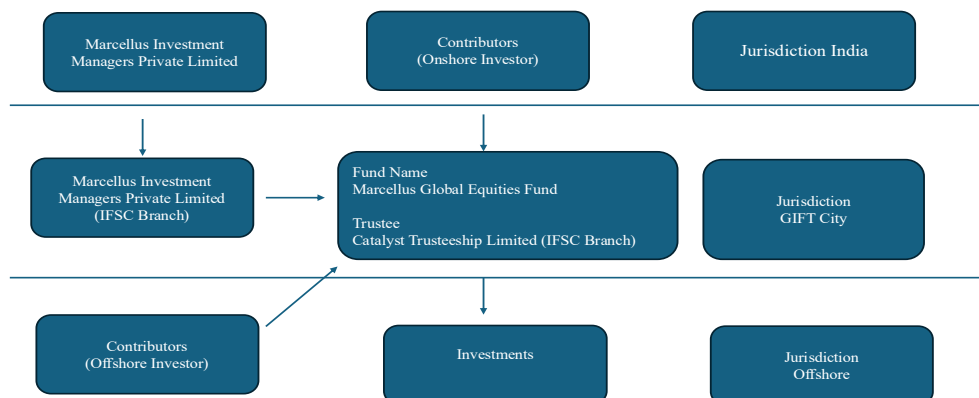 Marcellus Investment
Managers Private Limited
Contributors
(Onshore Investor)
Jurisdiction India
Marcellus Investment
Managers Private Limited
(IFSC Branch)
Fund Name
Marcellus Global Equities Fund
Trustee
Catalyst Trusteeship Limited (IFSC Branch)
Jurisdiction
GIFT City
Contributors
(Offshore Investor)
Investments
Jurisdiction
Offshore